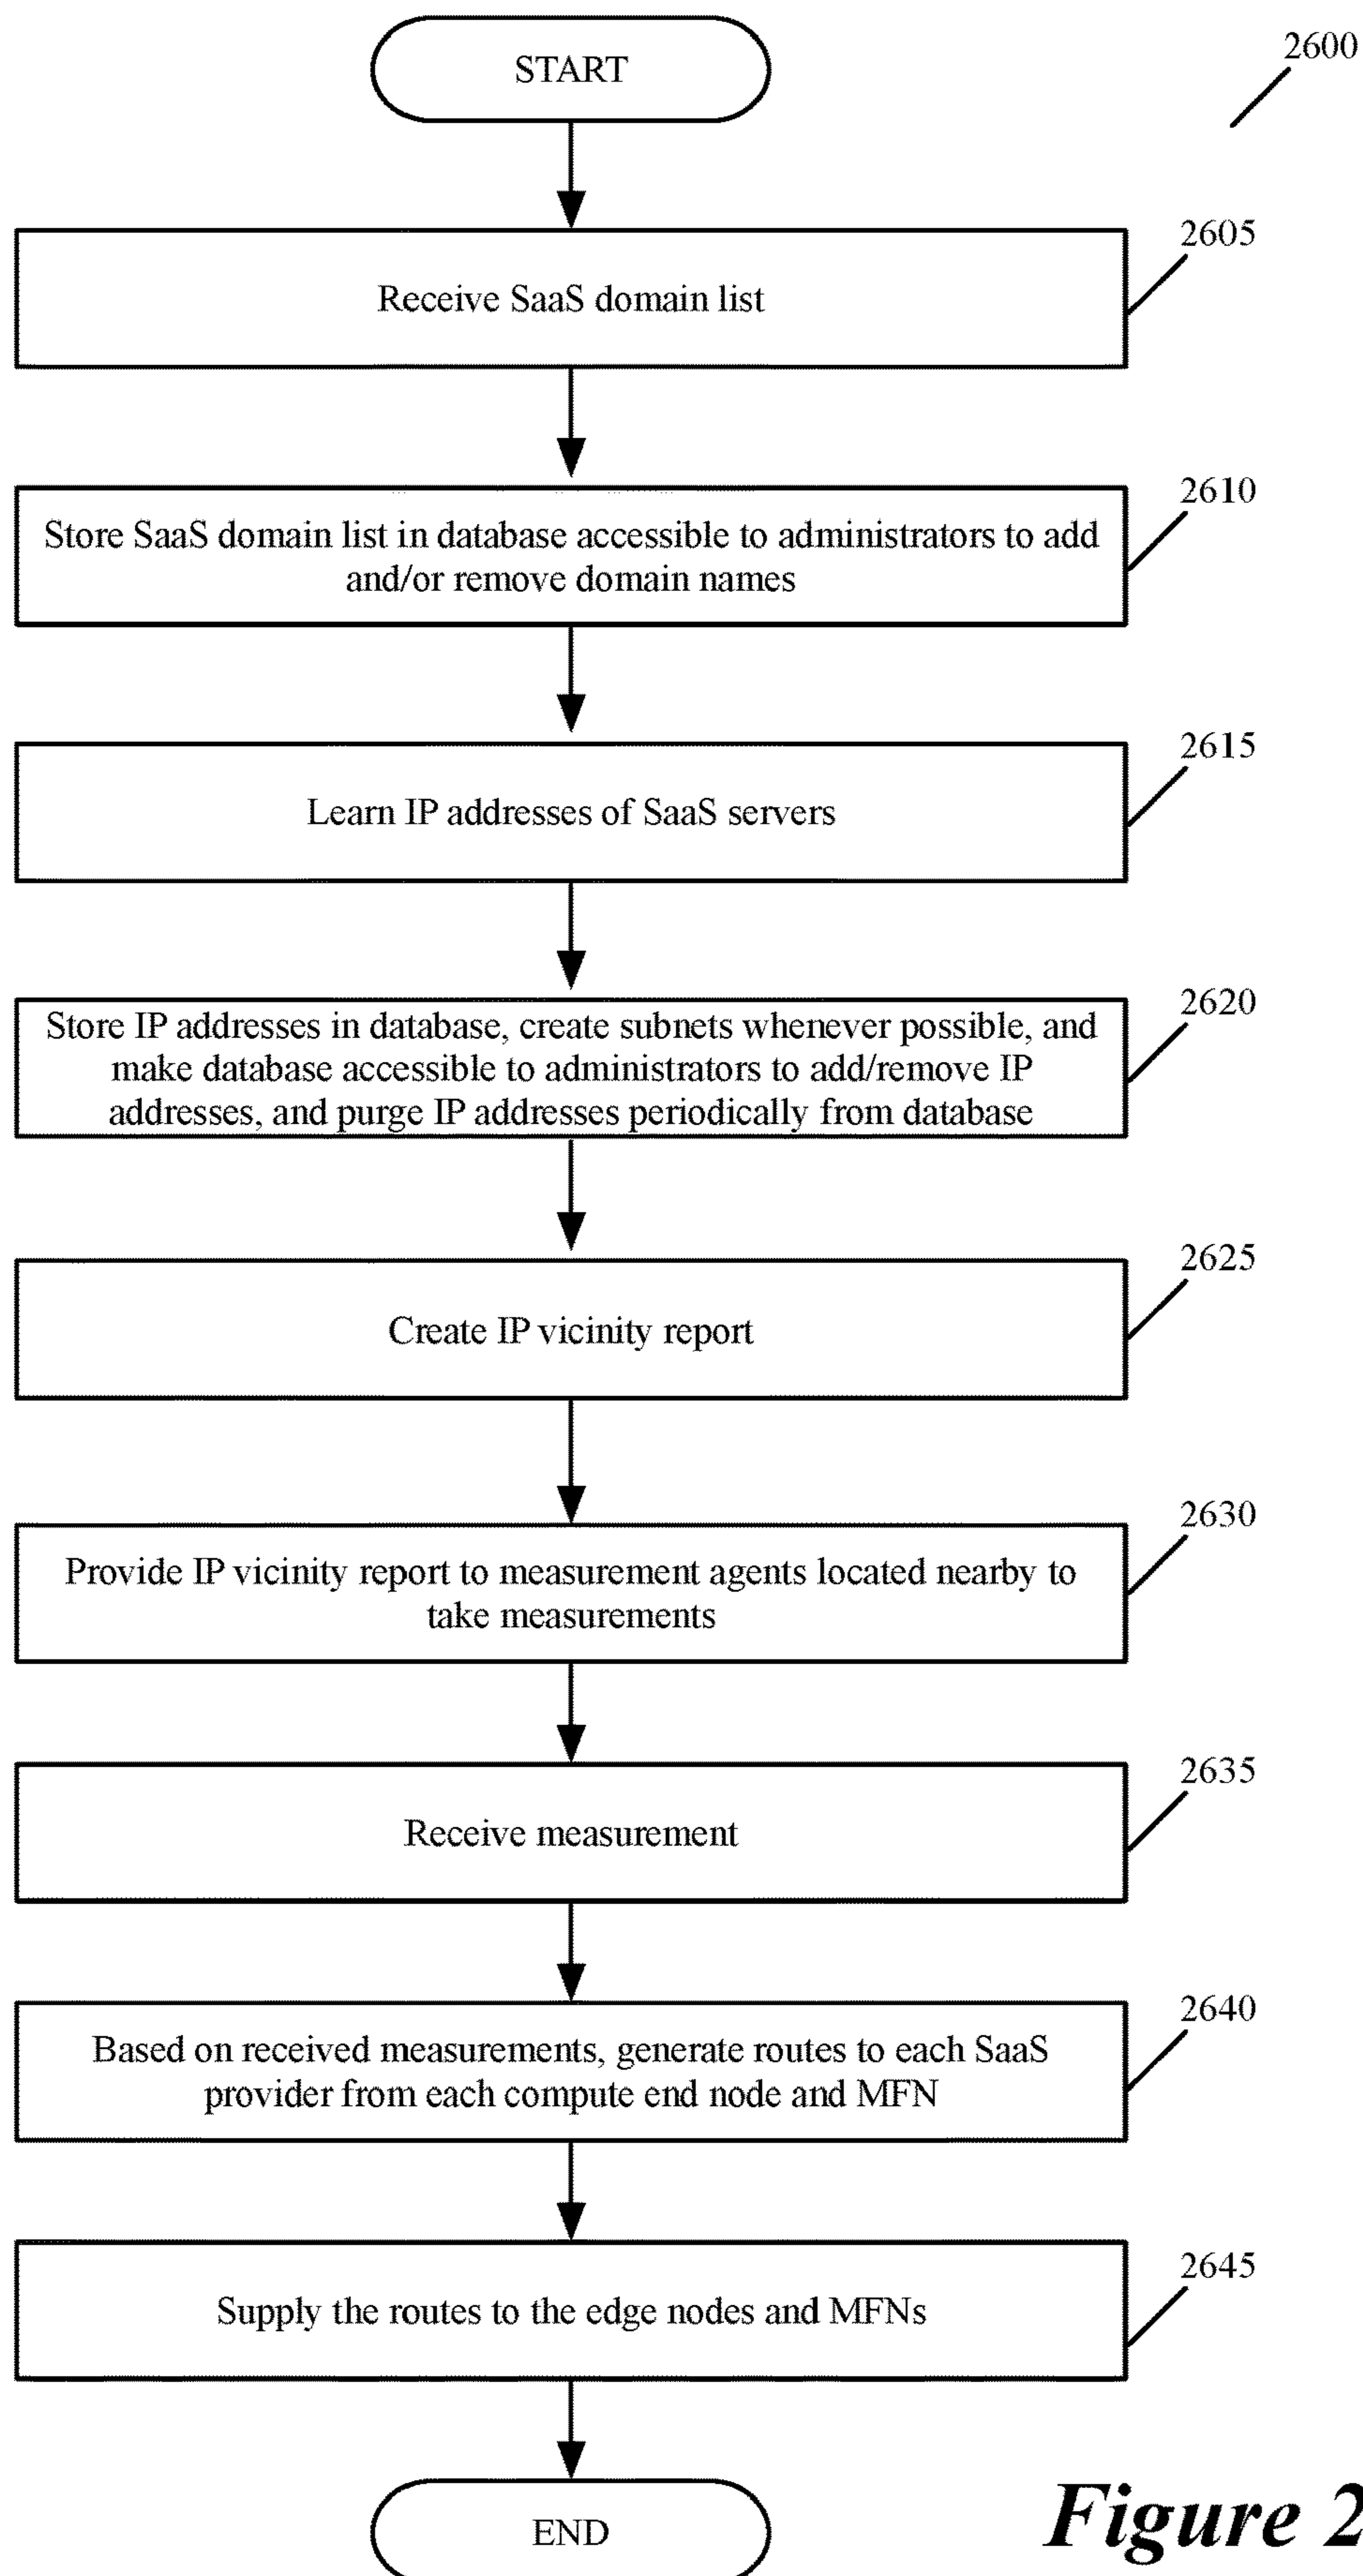 START
2600
2605
Receive SaaS domain list
2610
Store SaaS domain list in database accessible to administrators to add
and/or remove domain names
2615
Learn IP addresses of SaaS servers
2620
Store IP addresses in database, create subnets whenever possible, and
make database accessible to administrators to add/remove IP
addresses, and purge IP addresses periodically from database
2625
Create IP vicinity report
2630
Provide IP vicinity report to measurement agents located nearby to
take measurements
2635
Receive measurement
2640
Based on received measurements, generate routes to each SaaS
provider from each compute end node and MFN
2645
Supply the routes to the edge nodes and MFNs
END
Figure 2